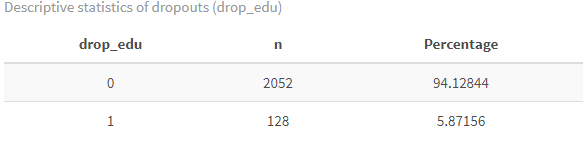 Descriptive statistics of dropouts (drop_edu)
drop_edu n Percentage
0 2052 94.12844
1 128 5.87156